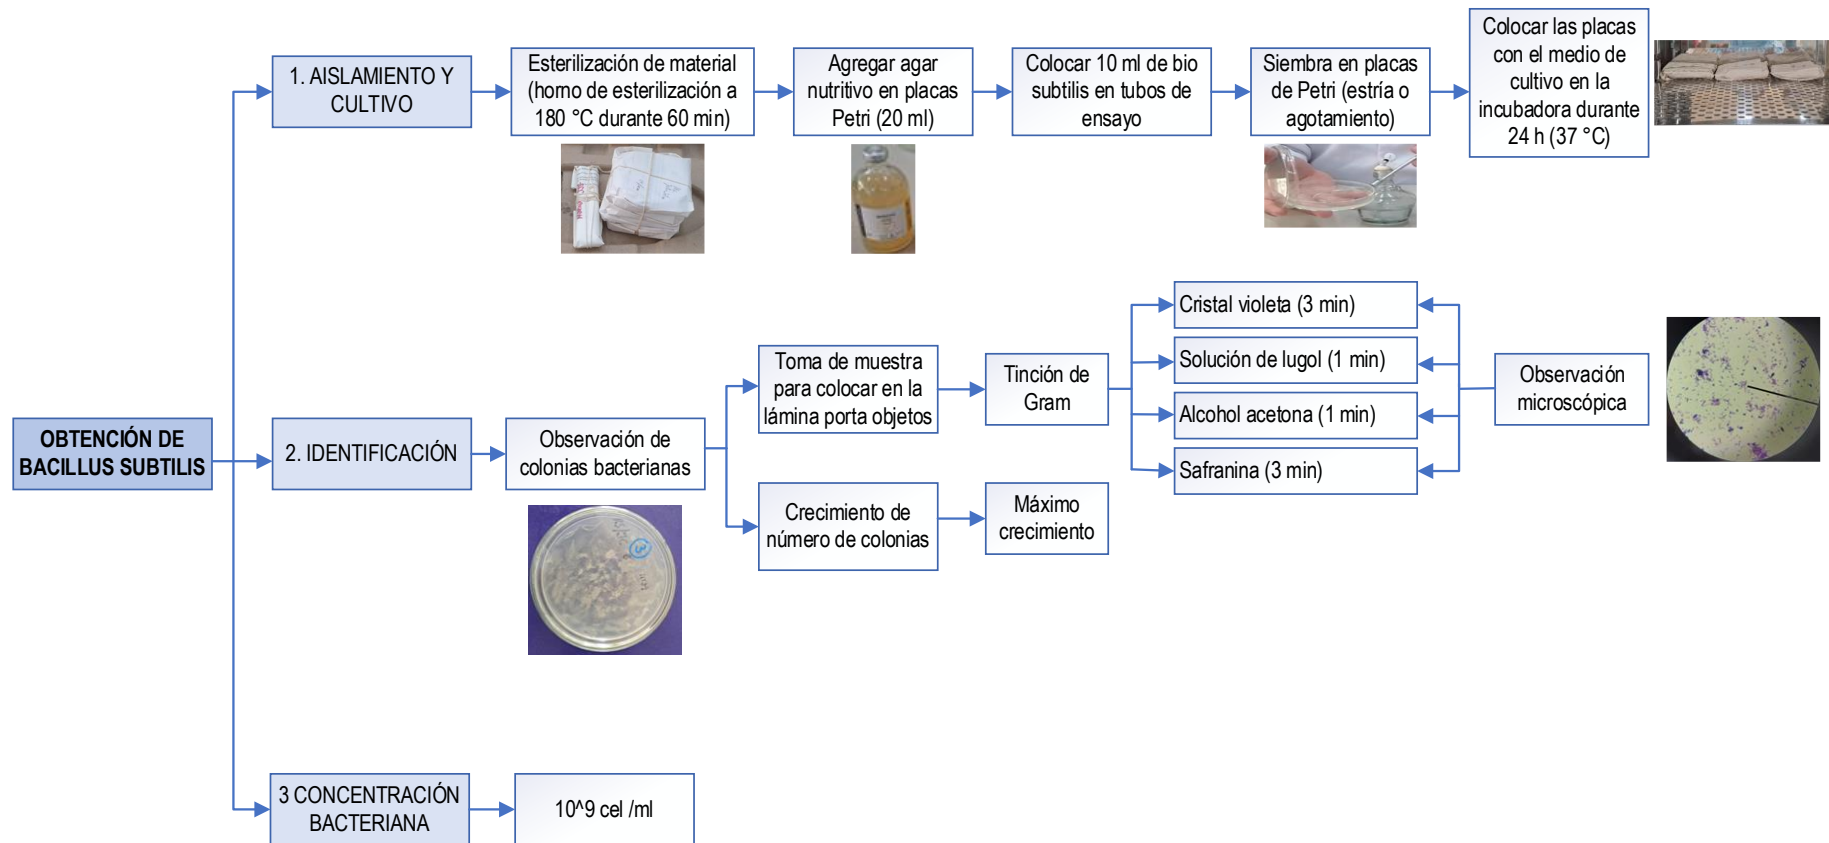 1. AISLAMIENTO Y
CULTIVO
Esterilización de material
(horno de esterilización a
180 °C durante 60 min)
Agregar agar
nutritivo en placas
Petri (20 ml)
Colocar 10 ml de bio
subtilis en tubos de
ensayo
Siembra en placas
de Petri (estría o
agotamiento)
Colocar las placas
con el medio de
cultivo en la
incubadora durante
24 h (37 °C)
OBTENCIÓN DE
BACILLUS SUBTILIS
2. IDENTIFICACIÓN
Observación de
colonias bacterianas
Toma de muestra
para colocar en la
lámina porta objetos
Tinción de
Gram
Cristal violeta (3 min)
Solución de lugol (1 min)
Alcohol acetona (1 min)
Safranina (3 min)
Observación
microscópica
Crecimiento de
número de colonias
Máximo
crecimiento
3
3 CONCENTRACIÓN
BACTERIANA
10^9 cel /ml